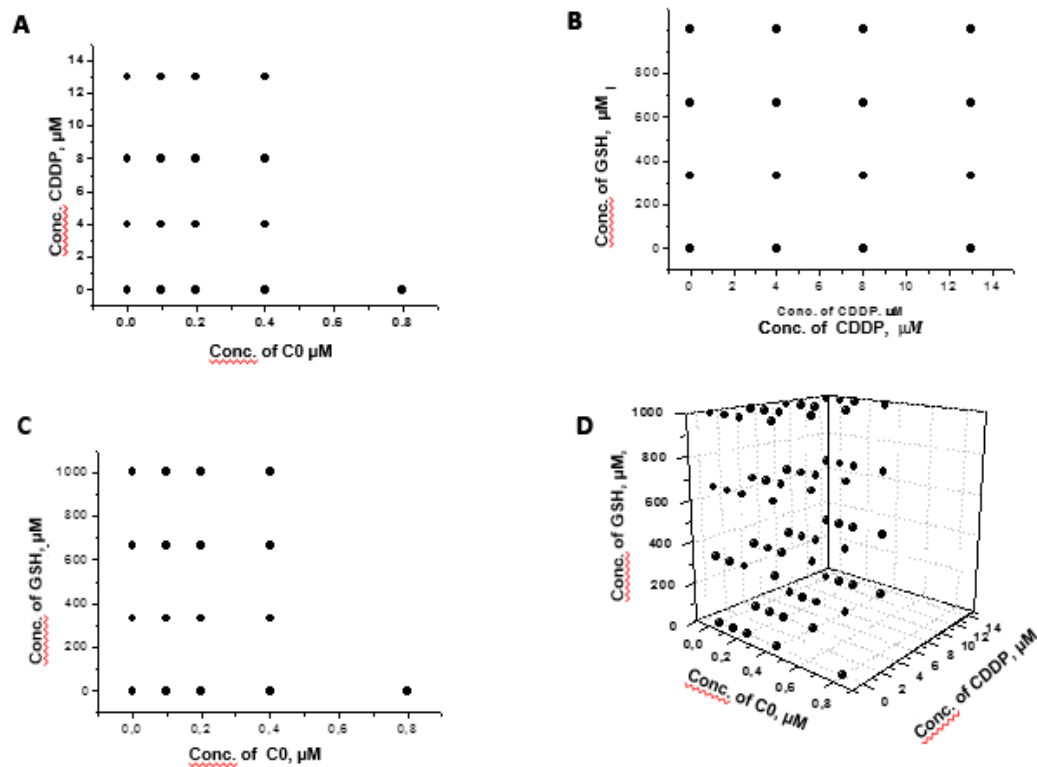 A
14
12
10
8
6
4
2
0
Conc. CDDP, µM
0.0 0.2 0.4 0.6 0.8
Conc. of C0 µM
B
800
600
400
200
0
Conc. of GSH, µM
0 2 4 6 8 10 12 14
Conc. of CDDP. uM
Conc. of CDDP, µM
C
1000
800
600
400
200
0
Conc. of GSH, µM
0,0 0,2 0,4 0,6 0,8
Conc. of C0, µM
D
1000
800
600
400
200
0
Conc. of GSH, µM,
0,0 0,2 0,4 0,6 0,8
Conc. of C0, µM
0 2 4 6 8 10 12 14
Conc. of CDDP, µM